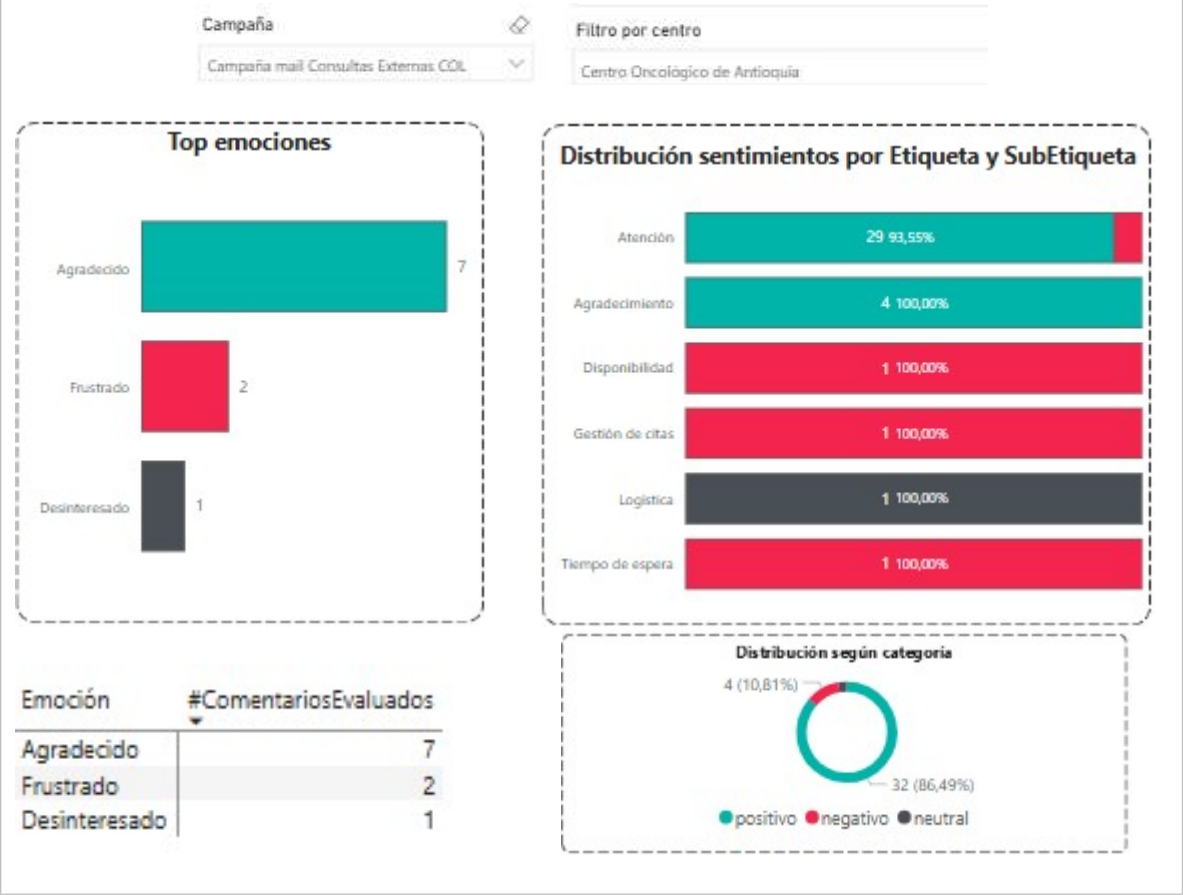 Campaña
Campaña mail Consultas Externas COL
Filtro por centro
Centro Oncológico de Antioquia
Top emociones
Agradecido
7
Frustrado
2
Desinteresado
1
Distribución sentimientos por Etiqueta y SubEtiqueta
Atención
29 93,55%
Agradecimiento
4 100,00%
Disponibilidad
1 100,00%
Gestión de citas
1 100,00%
Logística
1 100,00%
Tiempo de espera
1 100,00%
Emoción #ComentariosEvaluados
Agradecido 7
Frustrado 2
Desinteresado 1
Distribución según categoría
4 (10,81%)
32 (86,49%)
positivo negativo neutral